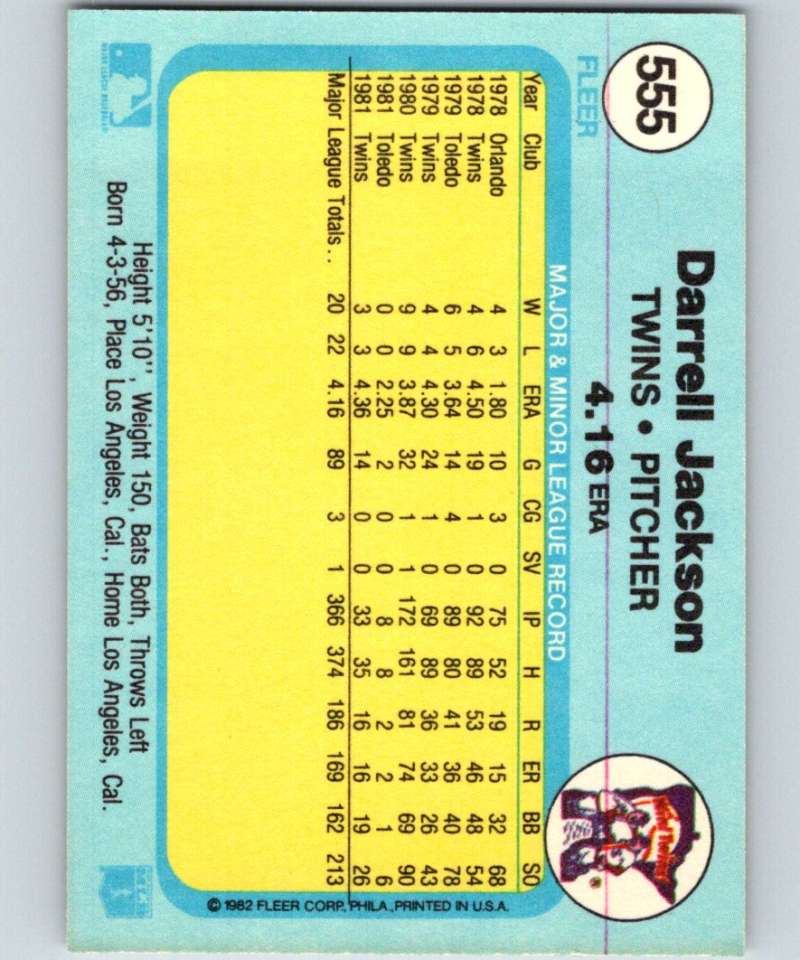 555
FLEER
Darrell Jackson
TWINS • PITCHER
4.16 ERA
MAJOR & MINOR LEAGUE RECORD
Year Club W L ERA G CG SV IP H R ER BB SO
1978 Orlando 4 3 1.80 10 3 0 75 52 19 15 32 68
1978 Twins 4 6 4.50 19 1 0 92 89 53 46 48 54
1979 Toledo 6 5 3.64 14 4 0 89 80 41 36 40 78
1979 Twins 4 4 4.30 24 1 0 69 89 36 33 26 43
1980 Twins 9 9 3.87 32 1 1 172 161 81 74 69 90
1981 Toledo 0 0 2.25 2 0 0 8 8 2 2 1 6
1981 Twins 3 3 4.36 14 0 0 33 35 16 16 19 26
Major League Totals... 20 22 4.16 89 3 1 366 374 186 169 162 213
© 1982 FLEER CORP., PHILA., PRINTED IN U.S.A.
Height 5'10'', Weight 150, Bats Both, Throws Left
Born 4-3-56, Place Los Angeles, Cal., Home Los Angeles, Cal.